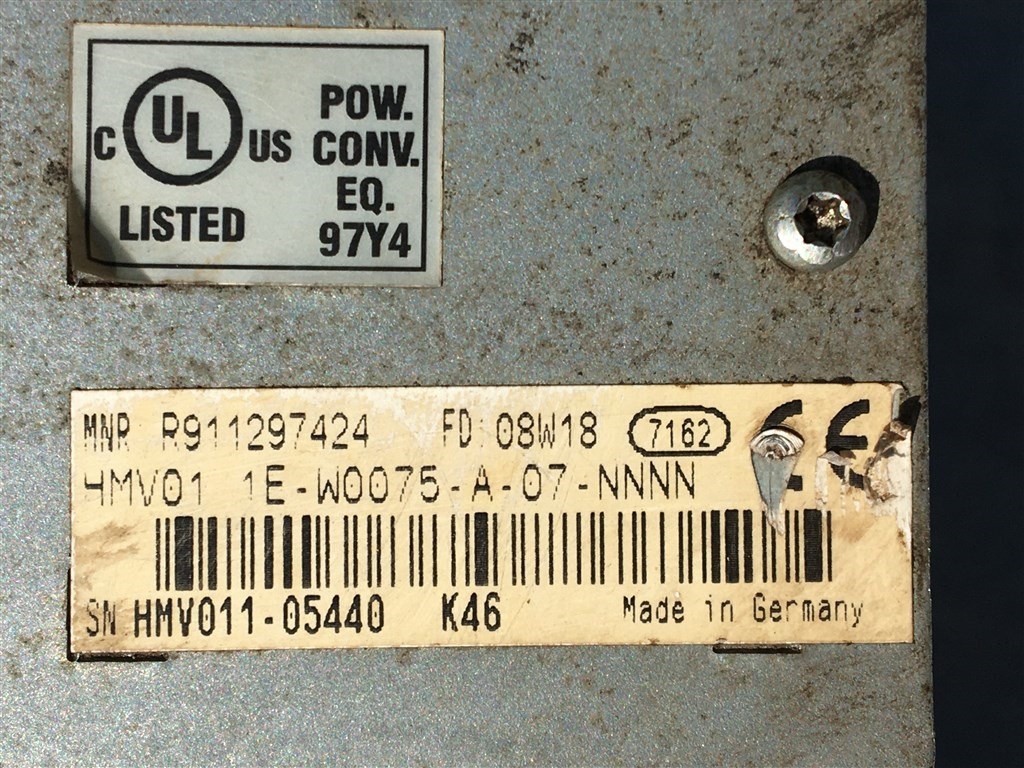 C UL US
LISTED
POW.
CONV.
EQ.
97Y4
MNR R911297424 FD: 08W18 7162 CE
HMV01 1E-W0075-A-07-NNNN
SN HMV011-05440 K46 Made in Germany